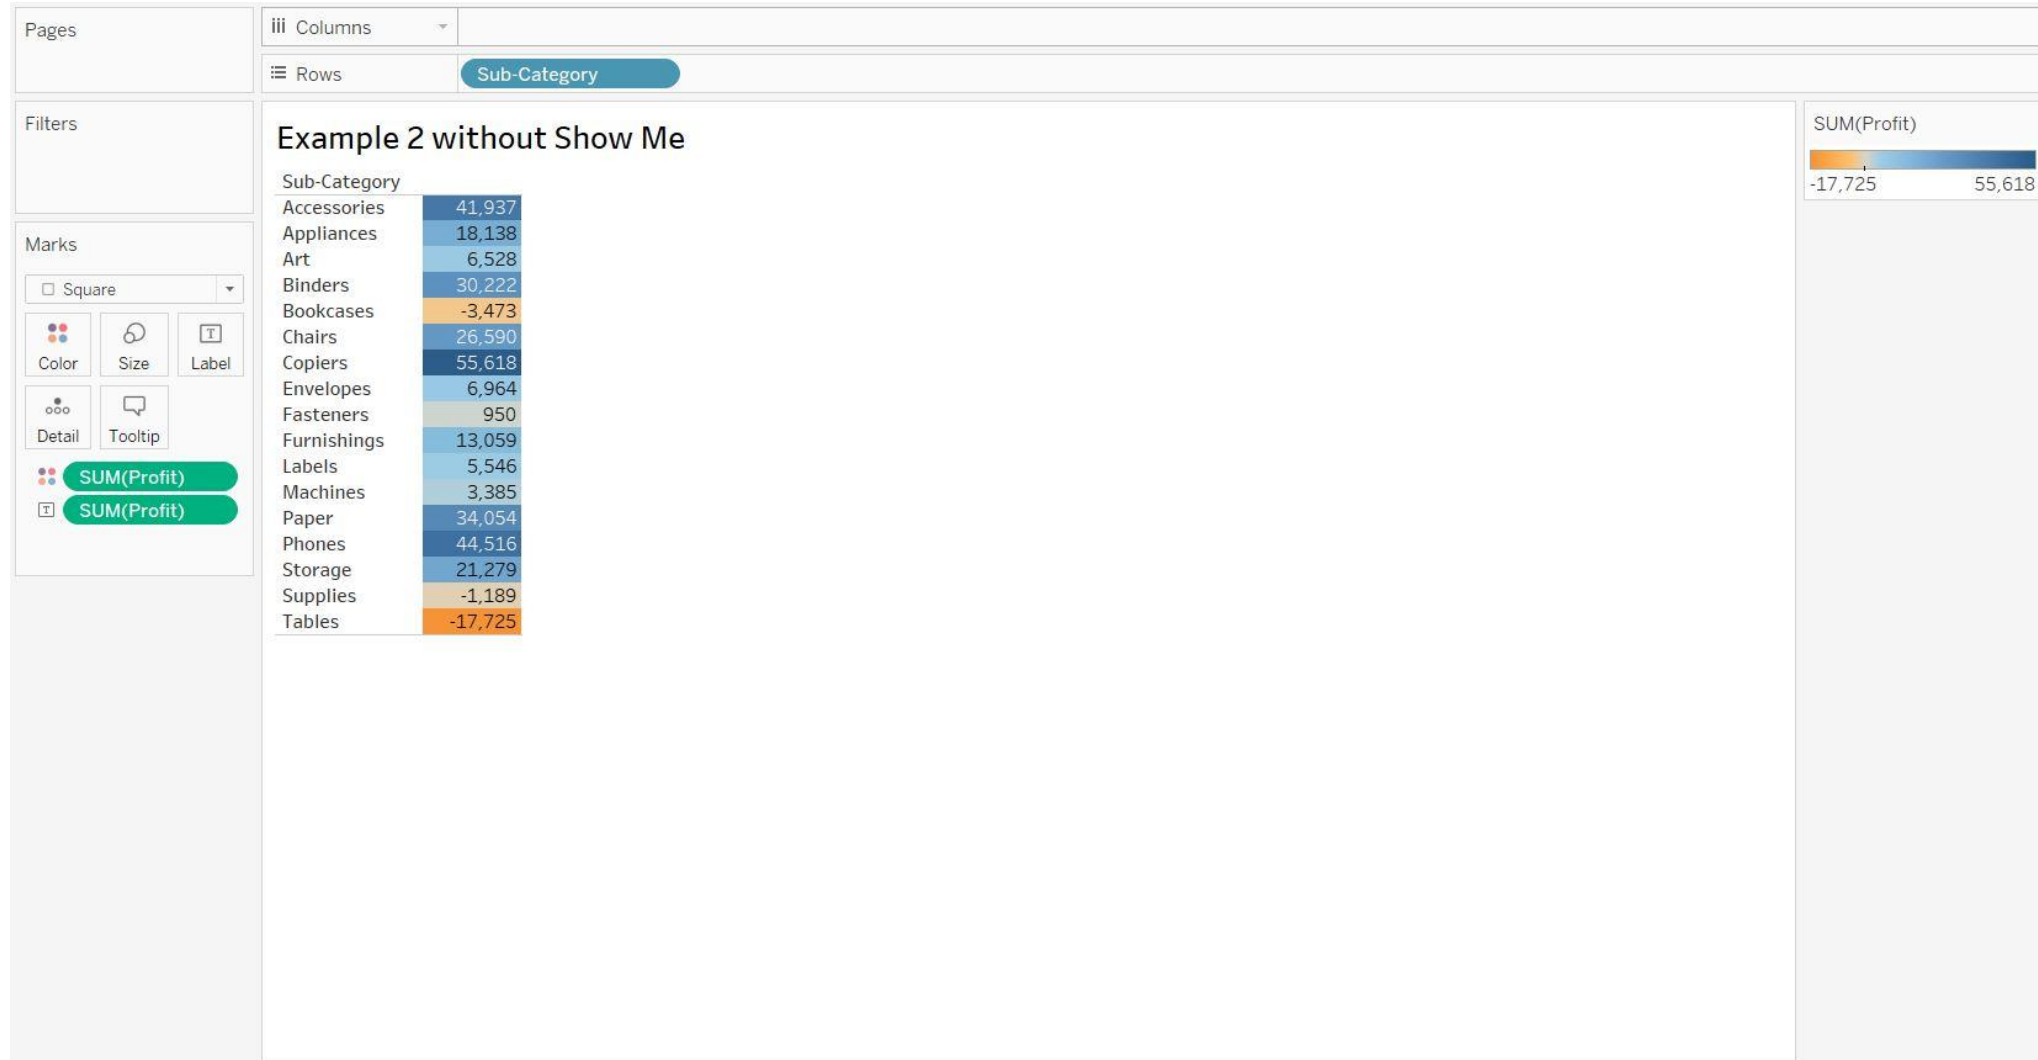 Pages
iii Columns
Rows Sub-Category
Filters
Example 2 without Show Me
SUM(Profit)
-17,725 55,618
Sub-Category
Accessories 41,937
Appliances 18,138
Art 6,528
Binders 30,222
Bookcases -3,473
Chairs 26,590
Copiers 55,618
Envelopes 6,964
Fasteners 950
Furnishings 13,059
Labels 5,546
Machines 3,385
Paper 34,054
Phones 44,516
Storage 21,279
Supplies -1,189
Tables -17,725
Marks
Square
Color Size T Label
Detail Tooltip
SUM(Profit)
T SUM(Profit)